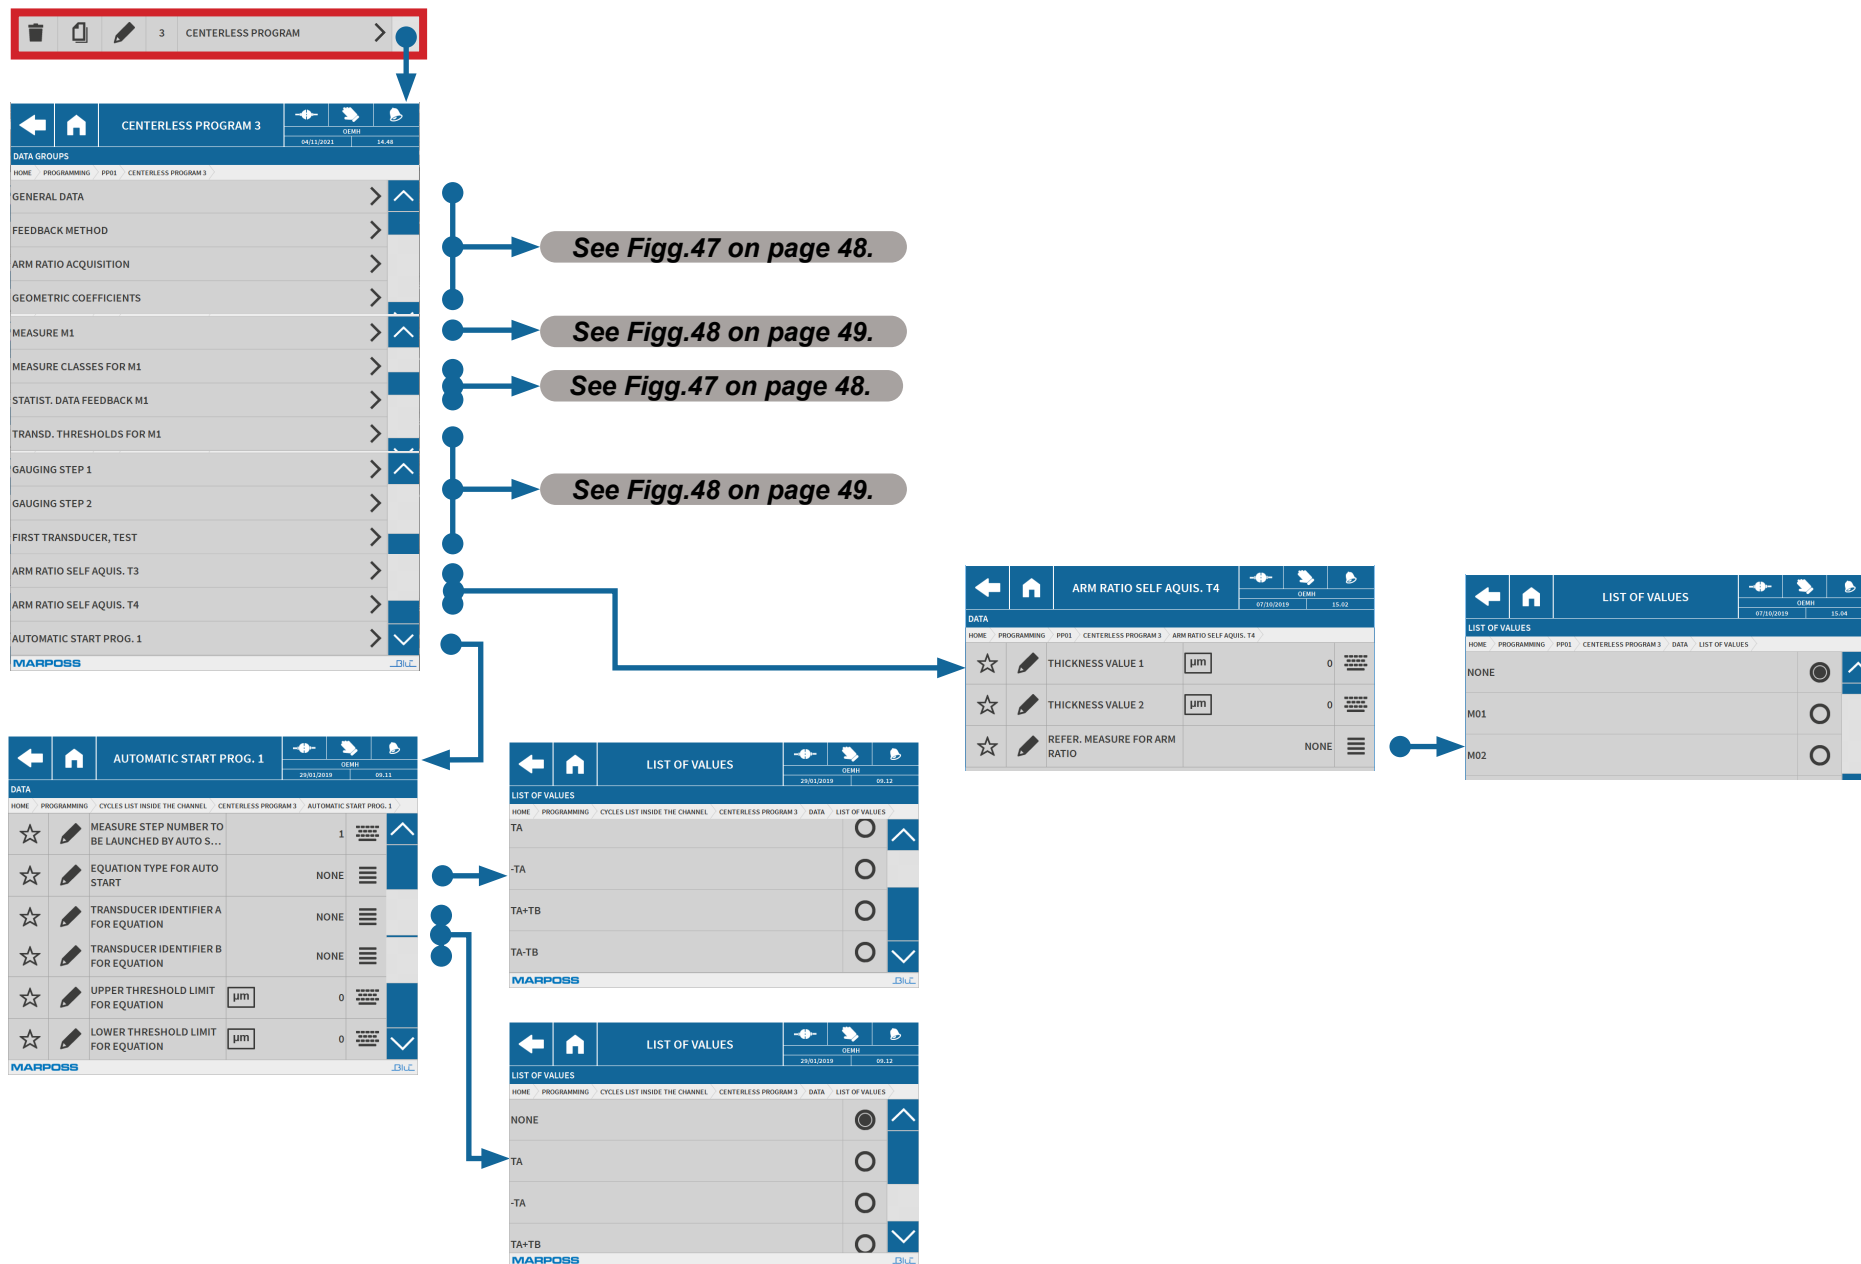 3 CENTERLESS PROGRAM
CENTERLESS PROGRAM 3
OEMH
04/11/2021 14.48
DATA GROUPS
HOME PROGRAMMING PP01 CENTERLESS PROGRAM 3
GENERAL DATA
FEEDBACK METHOD
ARM RATIO ACQUISITION
GEOMETRIC COEFFICIENTS
MEASURE M1
MEASURE CLASSES FOR M1
STATIST. DATA FEEDBACK M1
TRANSD. THRESHOLDS FOR M1
GAUGING STEP 1
GAUGING STEP 2
FIRST TRANSDUCER, TEST
ARM RATIO SELF AQUIS. T3
ARM RATIO SELF AQUIS. T4
AUTOMATIC START PROG. 1
MARPOSS BLÚ
See Figg.47 on page 48.
See Figg.48 on page 49.
See Figg.47 on page 48.
See Figg.48 on page 49.
ARM RATIO SELF AQUIS. T4
OEMH
07/10/2019 15.02
DATA
HOME PROGRAMMING PP01 CENTERLESS PROGRAM 3 ARM RATIO SELF AQUIS. T4
THICKNESS VALUE 1 µm 0
THICKNESS VALUE 2 µm 0
REFER. MEASURE FOR ARM
RATIO NONE
LIST OF VALUES
OEMH
07/10/2019 15.04
LIST OF VALUES
HOME PROGRAMMING PP01 CENTERLESS PROGRAM 3 DATA LIST OF VALUES
NONE
M01
M02
AUTOMATIC START PROG. 1
OEMH
29/01/2019 09.11
DATA
HOME PROGRAMMING CYCLES LIST INSIDE THE CHANNEL CENTERLESS PROGRAM 3 AUTOMATIC START PROG. 1
MEASURE STEP NUMBER TO
BE LAUNCHED BY AUTO S... 1
EQUATION TYPE FOR AUTO
START NONE
TRANSDUCER IDENTIFIER A
FOR EQUATION NONE
TRANSDUCER IDENTIFIER B
FOR EQUATION NONE
UPPER THRESHOLD LIMIT
FOR EQUATION µm 0
LOWER THRESHOLD LIMIT
FOR EQUATION µm 0
MARPOSS BLÚ
LIST OF VALUES
OEMH
29/01/2019 09.12
LIST OF VALUES
HOME PROGRAMMING CYCLES LIST INSIDE THE CHANNEL CENTERLESS PROGRAM 3 DATA LIST OF VALUES
TA
-TA
TA+TB
TA-TB
MARPOSS BLÚ
LIST OF VALUES
OEMH
29/01/2019 09.12
LIST OF VALUES
HOME PROGRAMMING CYCLES LIST INSIDE THE CHANNEL CENTERLESS PROGRAM 3 DATA LIST OF VALUES
NONE
TA
-TA
TA+TB
MARPOSS BLÚ